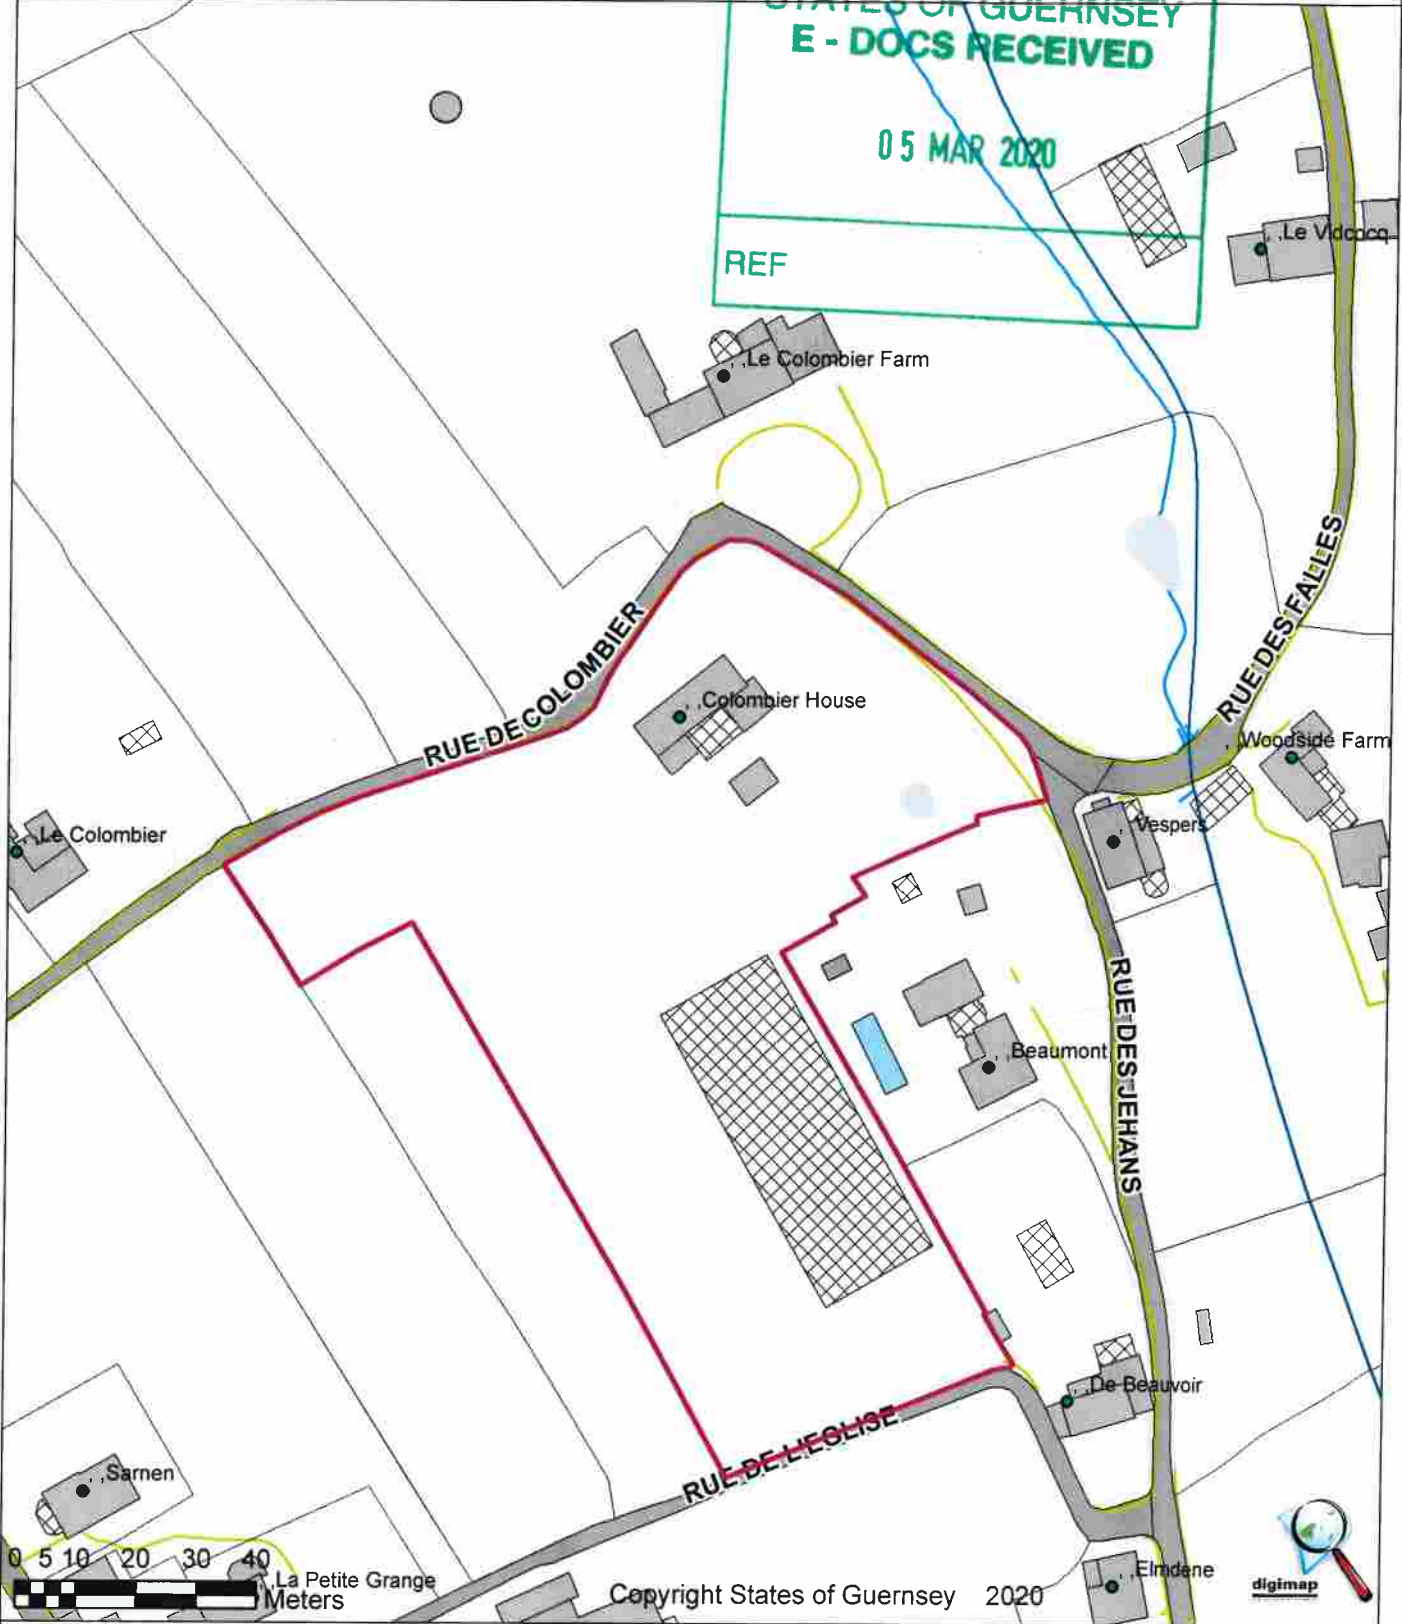 STATES OF GUERNSEY
E - DOCS RECEIVED
05 MAR 2020
REF
, ,Le Vidcocq
, ,Le Colombier Farm
RUE DES FALLES
RUE DE COLOMBIER
, ,Colombier House
, ,Woodside Farm
, ,Le Colombier
, ,Vespers
RUE DES JEHANS
, ,Beaumont
, ,De Beauvoir
RUE DE L'EGLISE
, ,Sarnen
0 5 10 20 30 40
Meters
, ,La Petite Grange
Copyright States of Guernsey 2020
, ,Elmdene
digimap